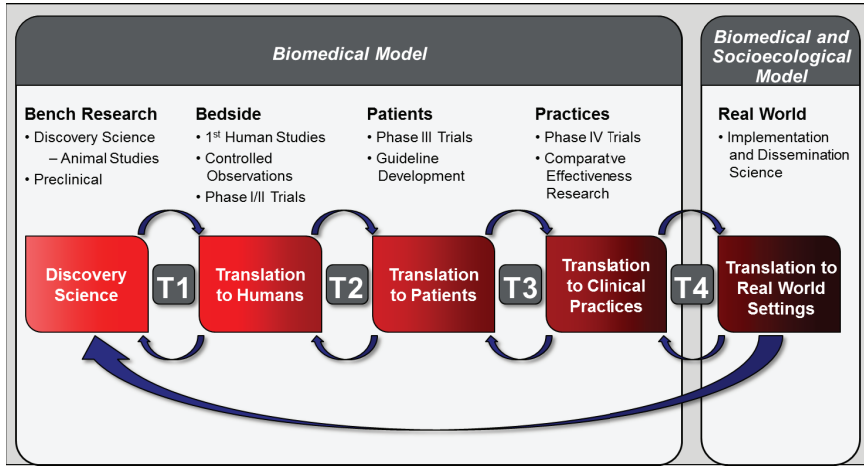 Biomedical Model
Biomedical and
Socioecological
Model
Bench Research
• Discovery Science
– Animal Studies
• Preclinical
Bedside
• 1st Human Studies
• Controlled
Observations
• Phase I/II Trials
Patients
• Phase III Trials
• Guideline
Development
Practices
• Phase IV Trials
• Comparative
Effectiveness
Research
Real World
• Implementation
and Dissemination
Science
Discovery
Science
T1
Translation
to Humans
T2
Translation
to Patients
T3
Translation
to Clinical
Practices
T4
Translation to
Real World
Settings